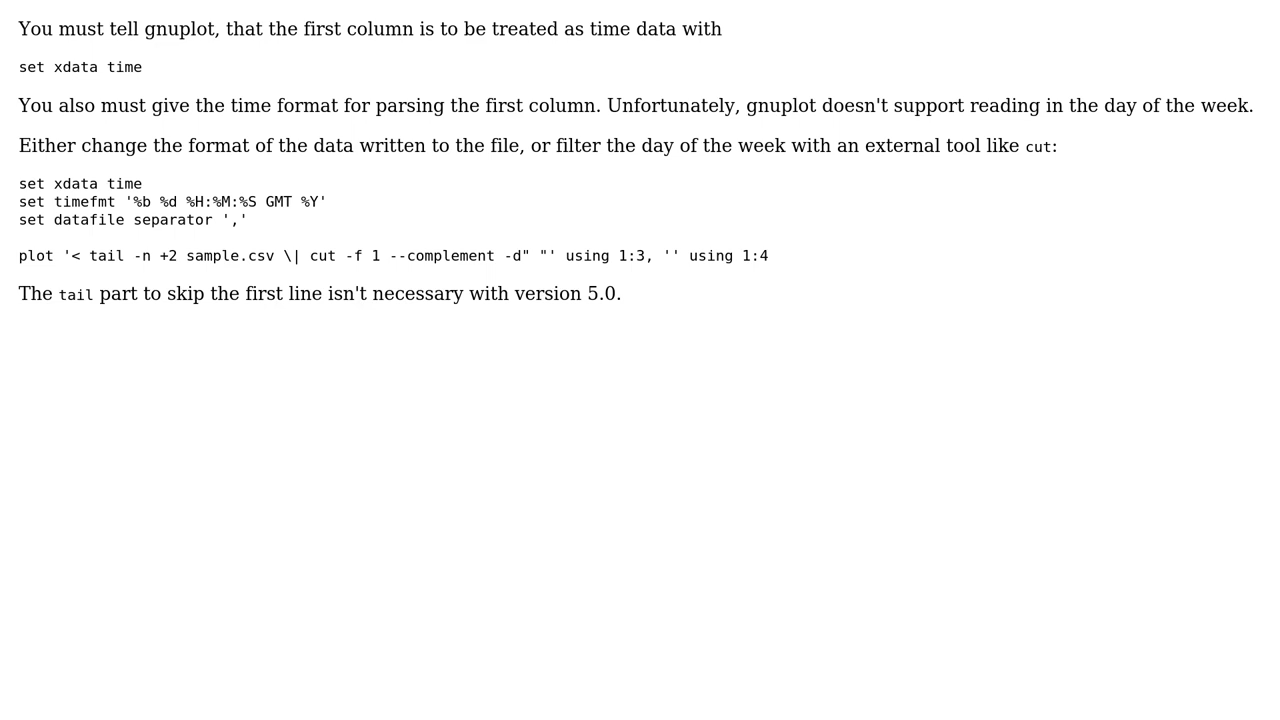 You must tell gnuplot, that the first column is to be treated as time data with
set xdata time
You also must give the time format for parsing the first column. Unfortunately, gnuplot doesn't support reading in the day of the week.
Either change the format of the data written to the file, or filter the day of the week with an external tool like cut:
set xdata time
set timefmt '%b %d %H:%M:%S GMT %Y'
set datafile separator ','
plot '< tail -n +2 sample.csv \| cut -f 1 --complement -d" "' using 1:3, '' using 1:4
The tail part to skip the first line isn't necessary with version 5.0.